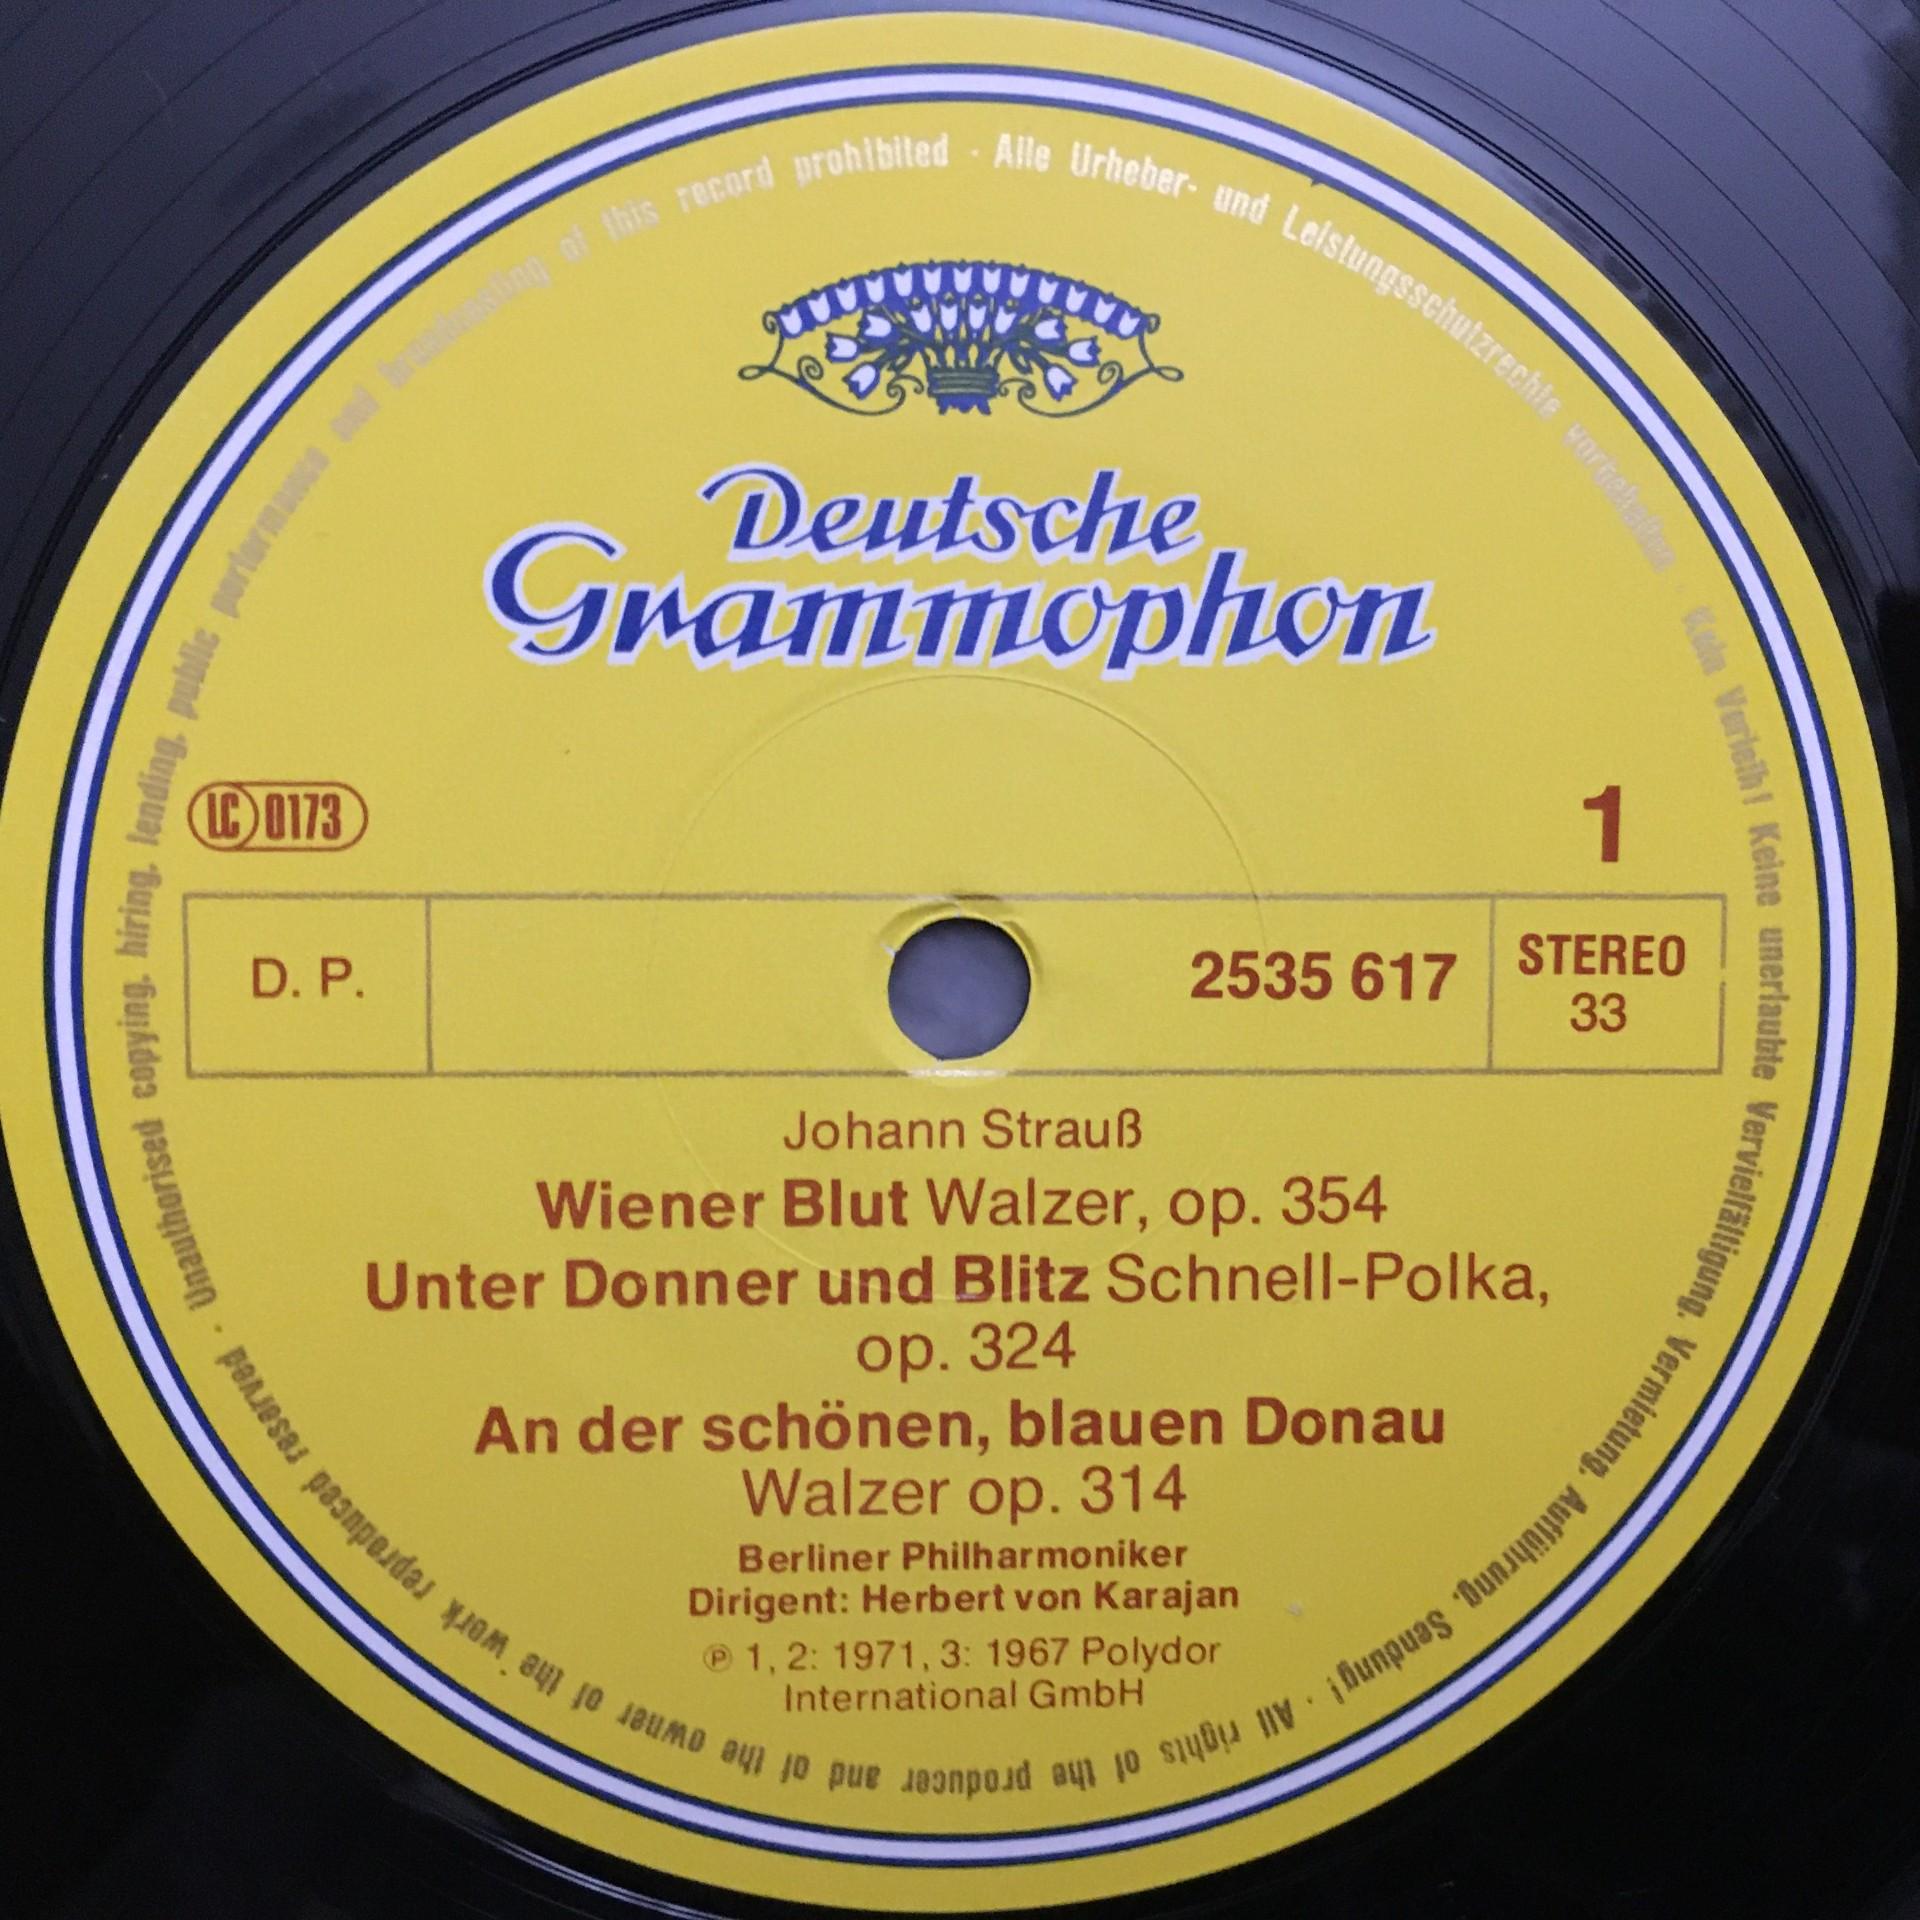 Deutsche
Grammophon
LC 0173
1
D. P.
2535 617
STEREO
33
Johann Strauß
Wiener Blut Walzer, op. 354
Unter Donner und Blitz Schnell-Polka,
op. 324
An der schönen, blauen Donau
Walzer op. 314
Berliner Philharmoniker
Dirigent: Herbert von Karajan
℗ 1, 2: 1971, 3: 1967 Polydor
International GmbH
Alle Urheber- und Leistungsschutzrechte vorbehalten · Kein Verleih! Keine unerlaubte Vervielfältigung, Vermietung, Aufführung, Sendung! · All rights of the producer and of the owner of the work reproduced reserved · Unauthorised copying, hiring, lending, public performance and broadcasting of this record prohibited ·